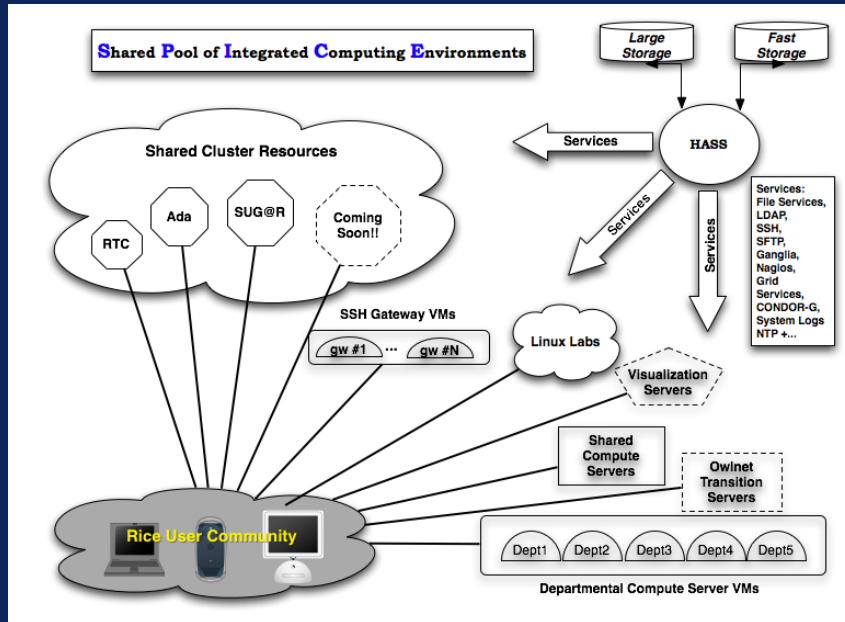 Shared Pool of Integrated Computing Environments
Large
Storage
Fast
Storage
HASS
Services
Services
Services
Services:
File Services,
LDAP,
SSH,
SFTP,
Ganglia,
Nagios,
Grid
Services,
CONDOR-G,
System Logs
NTP +...
Shared Cluster Resources
RTC
Ada
SUG@R
Coming
Soon!!
SSH Gateway VMs
gw #1
...
gw #N
Linux Labs
Visualization
Servers
Shared
Compute
Servers
Owlnet
Transition
Servers
Rice User Community
Dept1
Dept2
Dept3
Dept4
Dept5
Departmental Compute Server VMs